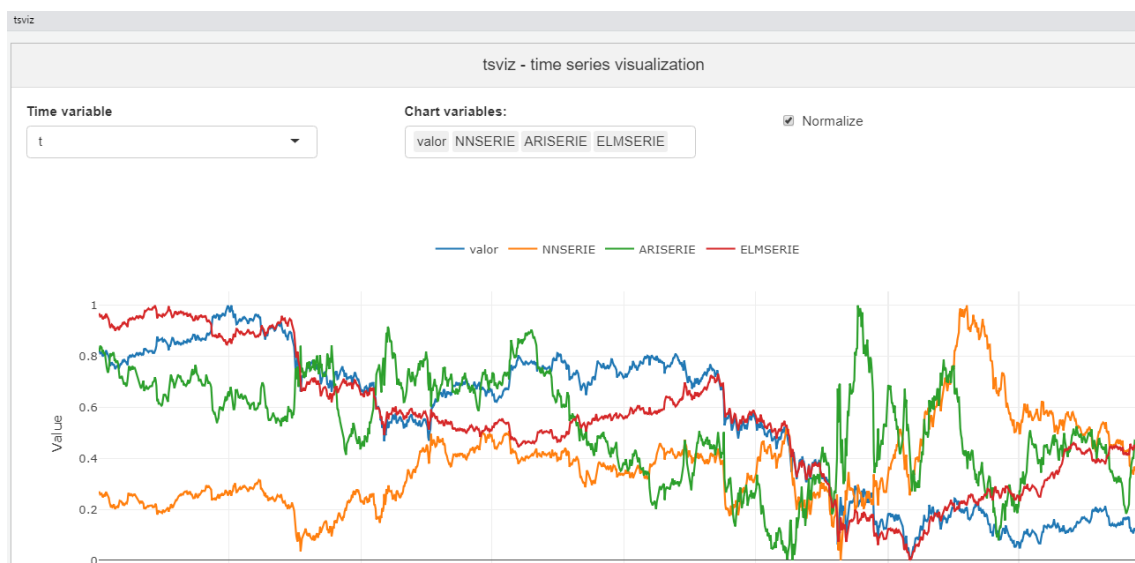 tsviz
tsviz - time series visualization
Time variable
Chart variables:
Normalize
t
valor NNSERIE ARISERIE ELMSERIE
valor NNSERIE ARISERIE ELMSERIE
1
0.8
0.6
0.4
0.2
0
Value